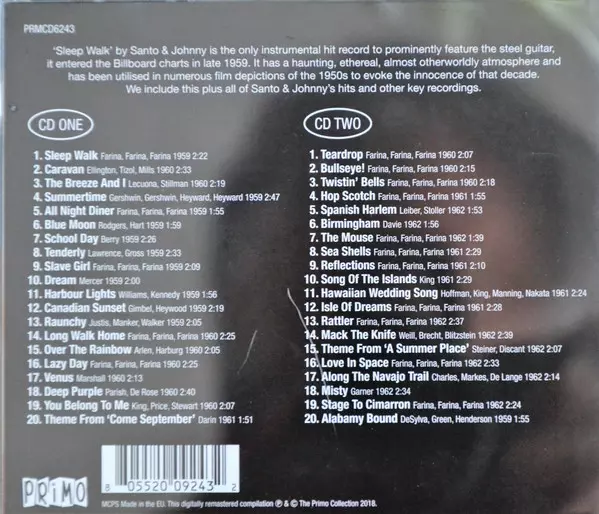 PRMCD6243
'Sleep Walk' by Santo & Johnny is the only instrumental hit record to prominently feature the steel guitar,
it entered the Billboard charts in late 1959. It has a haunting, ethereal, almost otherworldly atmosphere and
has been utilised in numerous film depictions of the 1950s to evoke the innocence of that decade.
We include this plus all of Santo & Johnny's hits and other key recordings.
CD ONE
1. Sleep Walk Farina, Farina, Farina 1959 2:22
2. Caravan Ellington, Tizol, Mills 1960 2:33
3. The Breeze And I Lecuona, Stillman 1960 2:19
4. Summertime Gershwin, Gershwin, Heyward, Heyward 1959 2:47
5. All Night Diner Farina, Farina, Farina 1959 1:55
6. Blue Moon Rodgers, Hart 1959 1:59
7. School Day Berry 1959 2:26
8. Tenderly Lawrence, Gross 1959 2:33
9. Slave Girl Farina, Farina, Farina 1959 2:09
10. Dream Mercer 1959 2:00
11. Harbour Lights Williams, Kennedy 1959 1:56
12. Canadian Sunset Gimbel, Heywood 1959 2:19
13. Raunchy Justis, Manker, Walker 1959 2:05
14. Long Walk Home Farina, Farina, Farina 1960 2:25
15. Over The Rainbow Arlen, Harburg 1960 2:05
16. Lazy Day Farina, Farina, Farina 1960 2:25
17. Venus Marshall 1960 2:13
18. Deep Purple Parish, De Rose 1960 2:40
19. You Belong To Me King, Price, Stewart 1960 2:07
20. Theme From 'Come September' Darin 1961 1:51
CD TWO
1. Teardrop Farina, Farina, Farina 1960 2:07
2. Bullseye! Farina, Farina, Farina 1960 2:15
3. Twistin' Bells Farina, Farina, Farina 1960 2:18
4. Hop Scotch Farina, Farina, Farina 1961 1:55
5. Spanish Harlem Leiber, Stoller 1962 1:53
6. Birmingham Davie 1962 1:56
7. The Mouse Farina, Farina, Farina 1962 1:39
8. Sea Shells Farina, Farina, Farina 1961 1:29
9. Reflections Farina, Farina, Farina 1961 2:10
10. Song Of The Islands King 1961 2:29
11. Hawaiian Wedding Song Hoffman, King, Manning, Nakata 1961 2:24
12. Isle Of Dreams Farina, Farina, Farina 1961 2:28
13. Rattler Farina, Farina, Farina 1962 2:37
14. Mack The Knife Weill, Brecht, Blitzstein 1962 2:39
15. Theme From 'A Summer Place' Steiner, Discant 1962 2:07
16. Love In Space Farina, Farina, Farina 1962 2:40
17. Along The Navajo Trail Charles, Markes, De Lange 1962 2:14
18. Misty Garner 1962 2:34
19. Stage To Cimarron Farina, Farina, Farina 1962 2:24
20. Alabamy Bound DeSylva, Green, Henderson 1959 1:55
PRiMO
8 05520 09243 2
MCPS Made in the EU. This digitally remastered compilation ℗ & © The Primo Collection 2018.